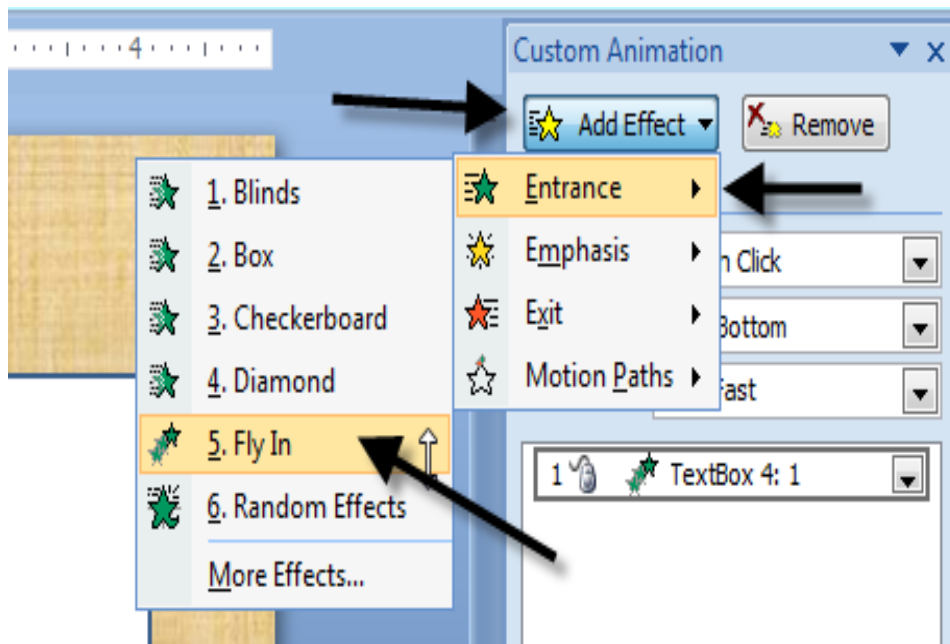 4
Custom Animation
Add Effect
Remove
1. Blinds
2. Box
3. Checkerboard
4. Diamond
5. Fly In
6. Random Effects
More Effects...
Entrance
Emphasis
Exit
Motion Paths
Click
Bottom
1 TextBox 4: 1